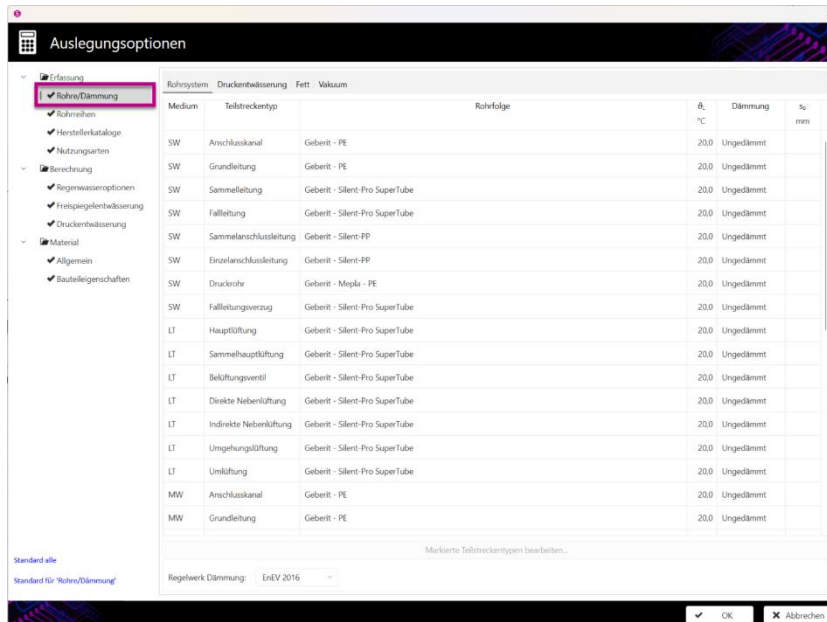 Auslegungsoptionen
Erfassung
Rohre/Dämmung
Rohrreihen
Herstellerkataloge
Nutzungsarten
Berechnung
Regenwasseroptionen
Freispiegelentwässerung
Druckentwässerung
Material
Allgemein
Bauteileigenschaften
Standard alle
Standard für 'Rohre/Dämmung'
Rohrsystem Druckentwässerung Fett Vakuum
Medium Teilstreckentyp Rohrfolge ϑL Dämmung s₀
°C mm
SW Anschlusskanal Geberit - PE 20,0 Ungedämmt
SW Grundleitung Geberit - PE 20,0 Ungedämmt
SW Sammelleitung Geberit - Silent-Pro SuperTube 20,0 Ungedämmt
SW Fallleitung Geberit - Silent-Pro SuperTube 20,0 Ungedämmt
SW Sammelanschlussleitung Geberit - Silent-PP 20,0 Ungedämmt
SW Einzelanschlussleitung Geberit - Silent-PP 20,0 Ungedämmt
SW Druckrohr Geberit - Mepla - PE 20,0 Ungedämmt
SW Fallleitungsverzug Geberit - Silent-Pro SuperTube 20,0 Ungedämmt
LT Hauptlüftung Geberit - Silent-Pro SuperTube 20,0 Ungedämmt
LT Sammelhauptlüftung Geberit - Silent-Pro SuperTube 20,0 Ungedämmt
LT Belüftungsventil Geberit - Silent-Pro SuperTube 20,0 Ungedämmt
LT Direkte Nebenlüftung Geberit - Silent-Pro SuperTube 20,0 Ungedämmt
LT Indirekte Nebenlüftung Geberit - Silent-Pro SuperTube 20,0 Ungedämmt
LT Umgehungslüftung Geberit - Silent-Pro SuperTube 20,0 Ungedämmt
LT Umlüftung Geberit - Silent-Pro SuperTube 20,0 Ungedämmt
MW Anschlusskanal Geberit - PE 20,0 Ungedämmt
MW Grundleitung Geberit - PE 20,0 Ungedämmt
Markierte Teilstreckentypen bearbeiten...
Regelwerk Dämmung: EnEV 2016
OK Abbrechen